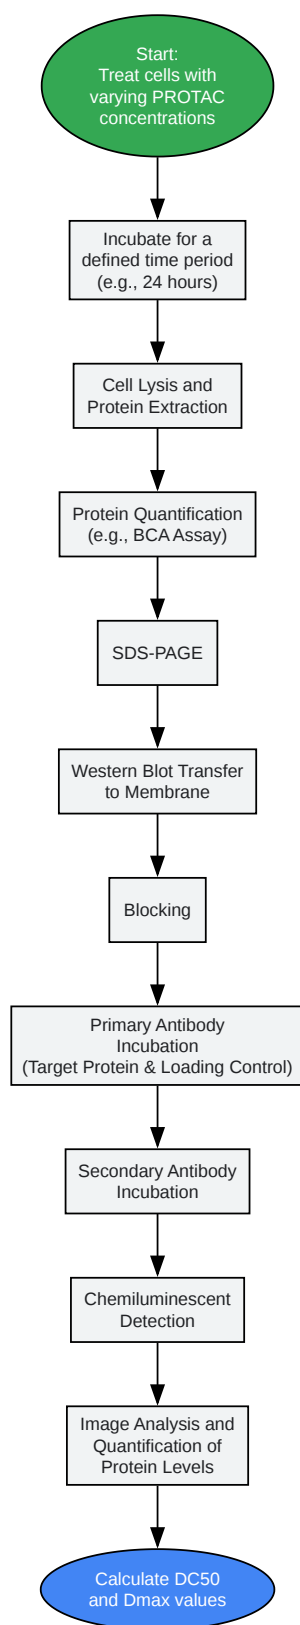 Start:
Treat cells with
varying PROTAC
concentrations
Incubate for a
defined time period
(e.g., 24 hours)
Cell Lysis and
Protein Extraction
Protein Quantification
(e.g., BCA Assay)
SDS-PAGE
Western Blot Transfer
to Membrane
Blocking
Primary Antibody
Incubation
(Target Protein & Loading Control)
Secondary Antibody
Incubation
Chemiluminescent
Detection
Image Analysis and
Quantification of
Protein Levels
Calculate DC50
and Dmax values